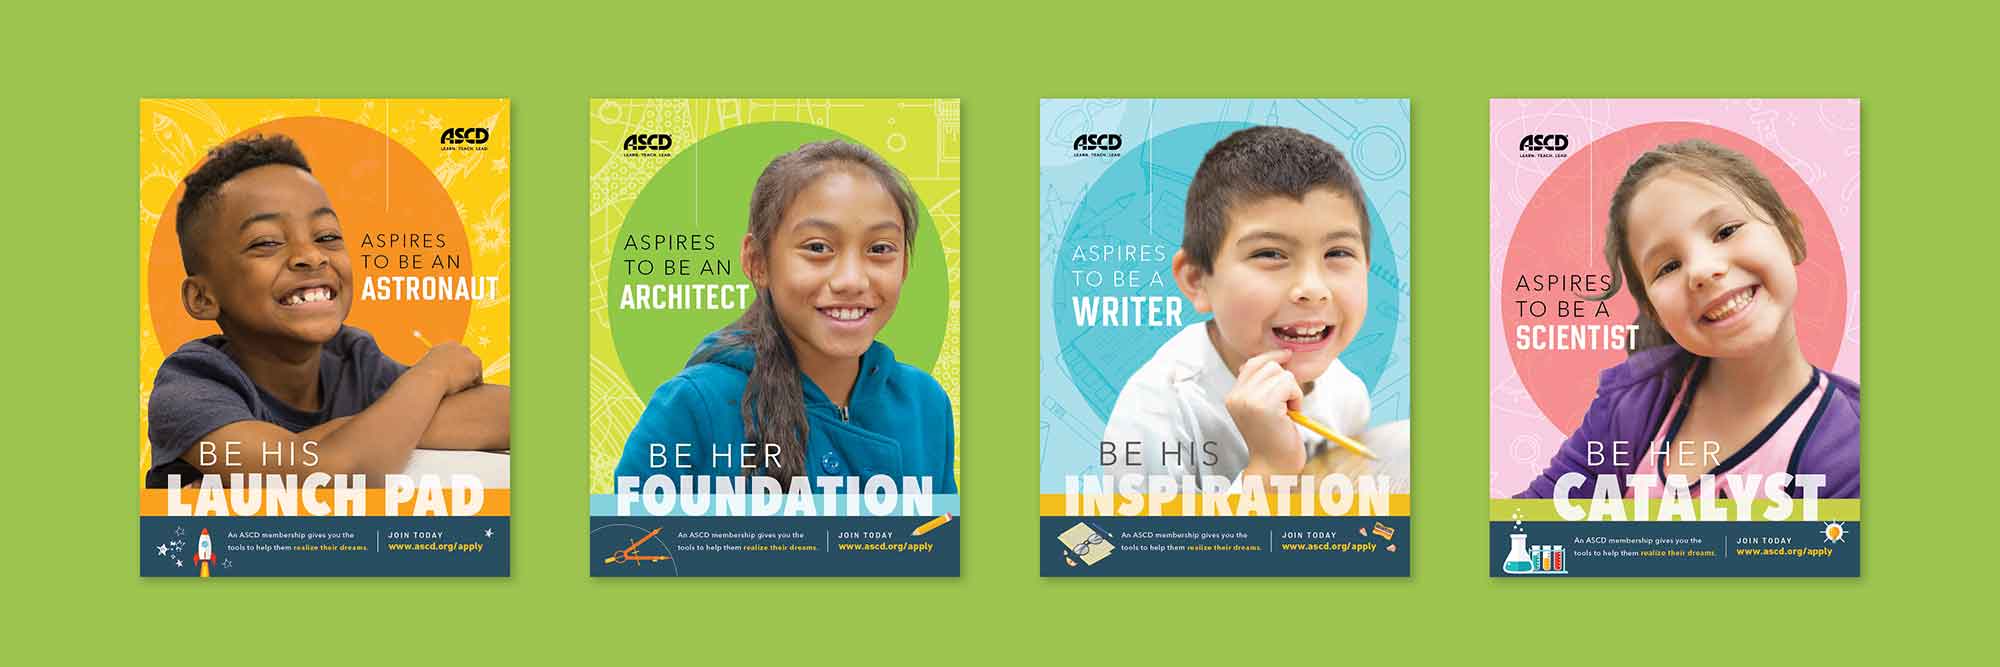 ASCD
LEARN. TEACH. LEAD.
ASPIRES
TO BE AN
ASTRONAUT
BE HIS
LAUNCH PAD
An ASCD membership gives you the
tools to help them realize their dreams.
JOIN TODAY
www.ascd.org/apply
ASCD
LEARN. TEACH. LEAD.
ASPIRES
TO BE AN
ARCHITECT
BE HER
FOUNDATION
An ASCD membership gives you the
tools to help them realize their dreams.
JOIN TODAY
www.ascd.org/apply
ASCD
LEARN. TEACH. LEAD.
ASPIRES
TO BE A
WRITER
BE HIS
INSPIRATION
An ASCD membership gives you the
tools to help them realize their dreams.
JOIN TODAY
www.ascd.org/apply
ASCD
LEARN. TEACH. LEAD.
ASPIRES
TO BE A
SCIENTIST
BE HER
CATALYST
An ASCD membership gives you the
tools to help them realize their dreams.
JOIN TODAY
www.ascd.org/apply